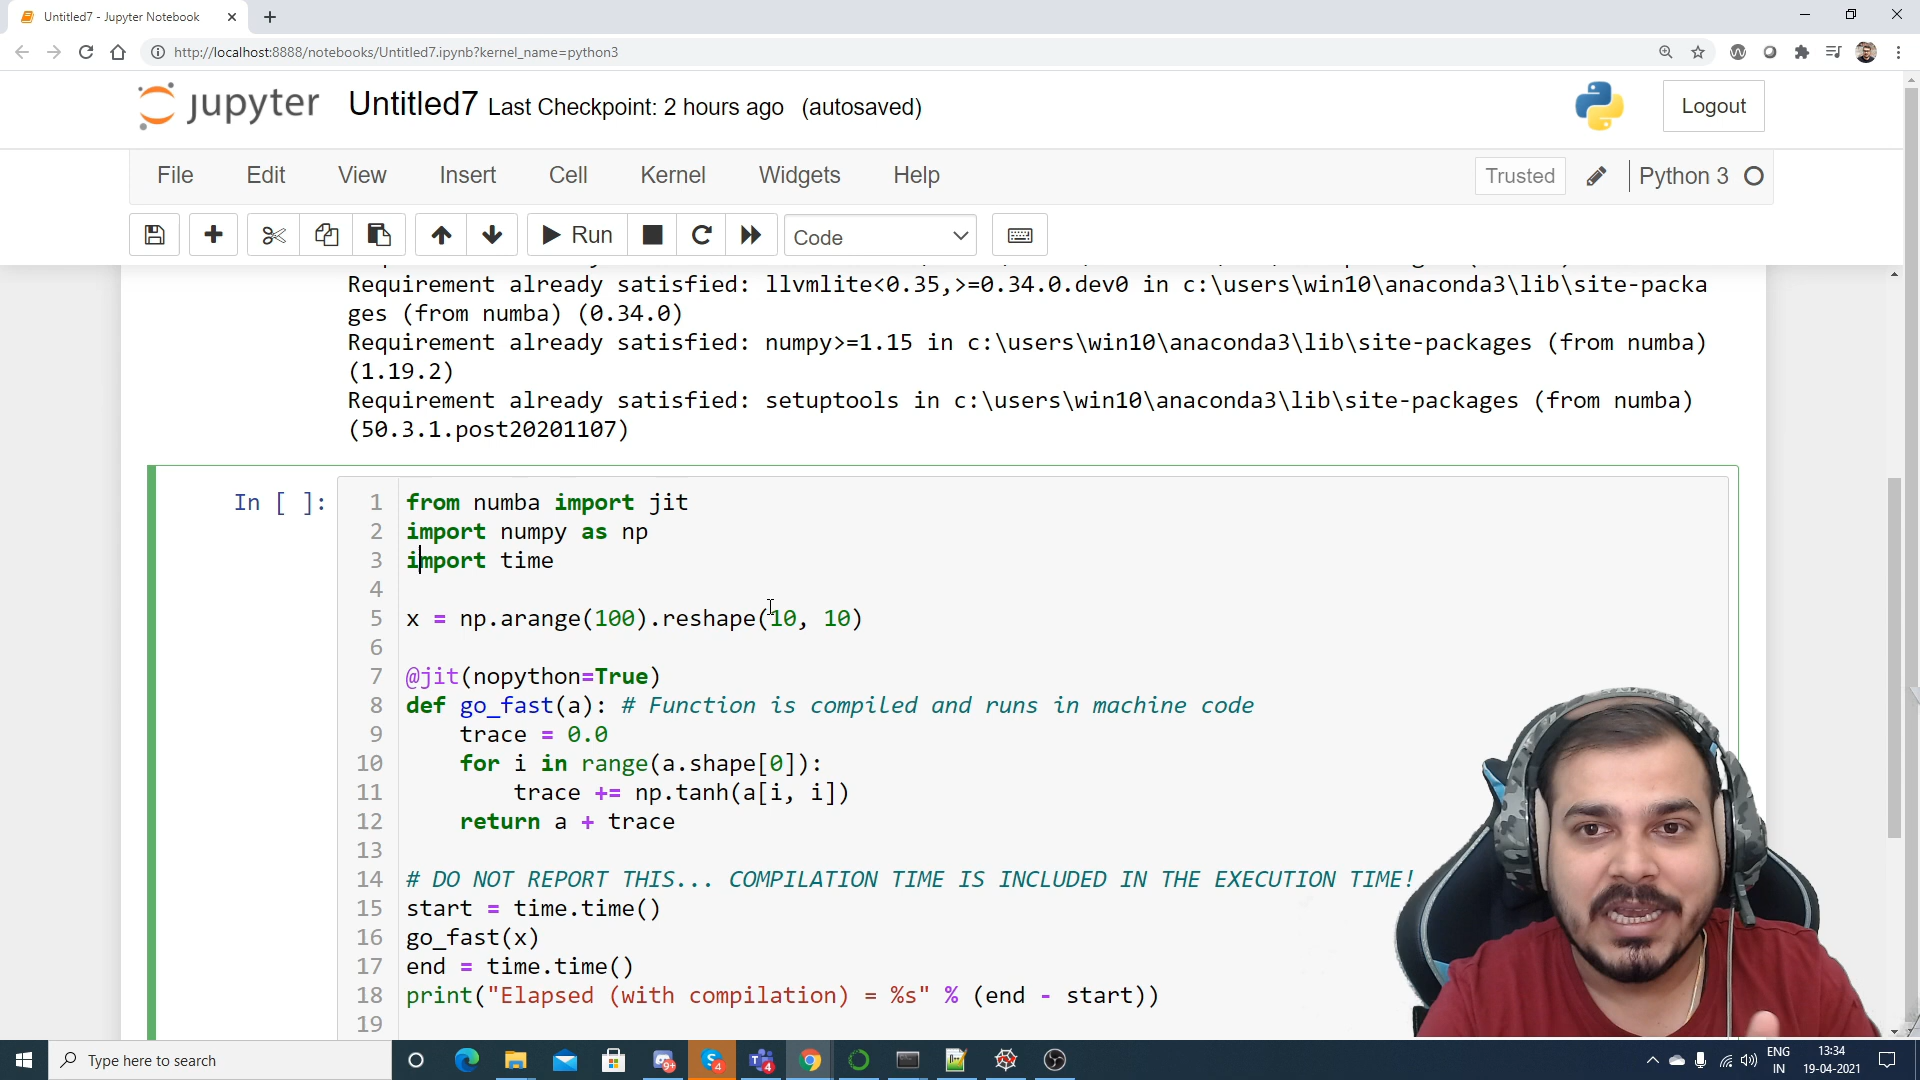 Untitled7 - Jupyter Notebook
http://localhost:8888/notebooks/Untitled7.ipynb?kernel_name=python3
jupyter Untitled7 Last Checkpoint: 2 hours ago (autosaved)
Logout
File Edit View Insert Cell Kernel Widgets Help
Trusted Python 3
Run Code
Requirement already satisfied: llvmlite<0.35,>=0.34.0.dev0 in c:\users\win10\anaconda3\lib\site-packa
ges (from numba) (0.34.0)
Requirement already satisfied: numpy>=1.15 in c:\users\win10\anaconda3\lib\site-packages (from numba)
(1.19.2)
Requirement already satisfied: setuptools in c:\users\win10\anaconda3\lib\site-packages (from numba)
(50.3.1.post20201107)
In [ ]:
1 from numba import jit
2 import numpy as np
3 import time
4
5 x = np.arange(100).reshape(10, 10)
6
7 @jit(nopython=True)
8 def go_fast(a): # Function is compiled and runs in machine code
9     trace = 0.0
10     for i in range(a.shape[0]):
11         trace += np.tanh(a[i, i])
12     return a + trace
13
14 # DO NOT REPORT THIS... COMPILATION TIME IS INCLUDED IN THE EXECUTION TIME!
15 start = time.time()
16 go_fast(x)
17 end = time.time()
18 print("Elapsed (with compilation) = %s" % (end - start))
19
Type here to search
9+
4
4
ENG
IN
13:34
19-04-2021